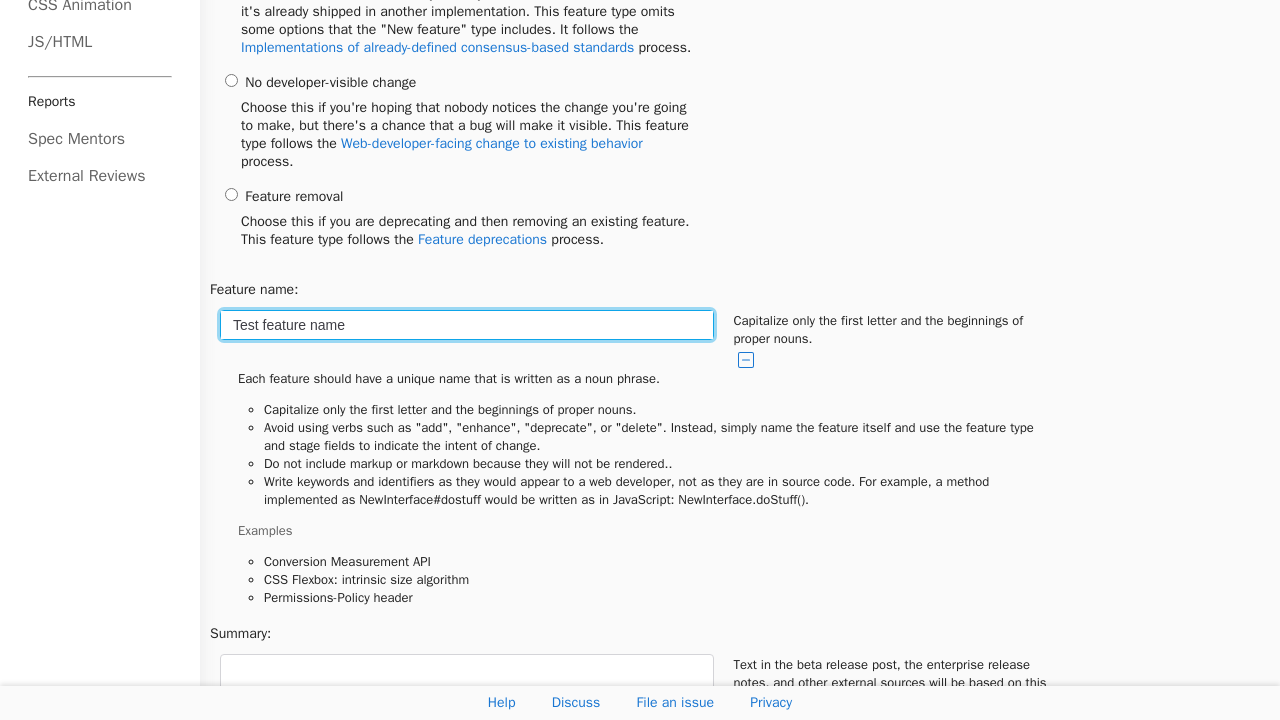 CSS Animation
JS/HTML
Reports
Spec Mentors
External Reviews
it's already shipped in another implementation. This feature type omits
some options that the "New feature" type includes. It follows the
Implementations of already-defined consensus-based standards process.
No developer-visible change
Choose this if you're hoping that nobody notices the change you're going
to make, but there's a chance that a bug will make it visible. This feature
type follows the Web-developer-facing change to existing behavior
process.
Feature removal
Choose this if you are deprecating and then removing an existing feature.
This feature type follows the Feature deprecations process.
Feature name:
Test feature name
Capitalize only the first letter and the beginnings of
proper nouns.
Each feature should have a unique name that is written as a noun phrase.
Capitalize only the first letter and the beginnings of proper nouns.
Avoid using verbs such as "add", "enhance", "deprecate", or "delete". Instead, simply name the feature itself and use the feature type
and stage fields to indicate the intent of change.
Do not include markup or markdown because they will not be rendered..
Write keywords and identifiers as they would appear to a web developer, not as they are in source code. For example, a method
implemented as NewInterface#dostuff would be written as in JavaScript: NewInterface.doStuff().
Examples
Conversion Measurement API
CSS Flexbox: intrinsic size algorithm
Permissions-Policy header
Summary:
Text in the beta release post, the enterprise release
notes, and other external sources will be based on this
Help
Discuss
File an issue
Privacy